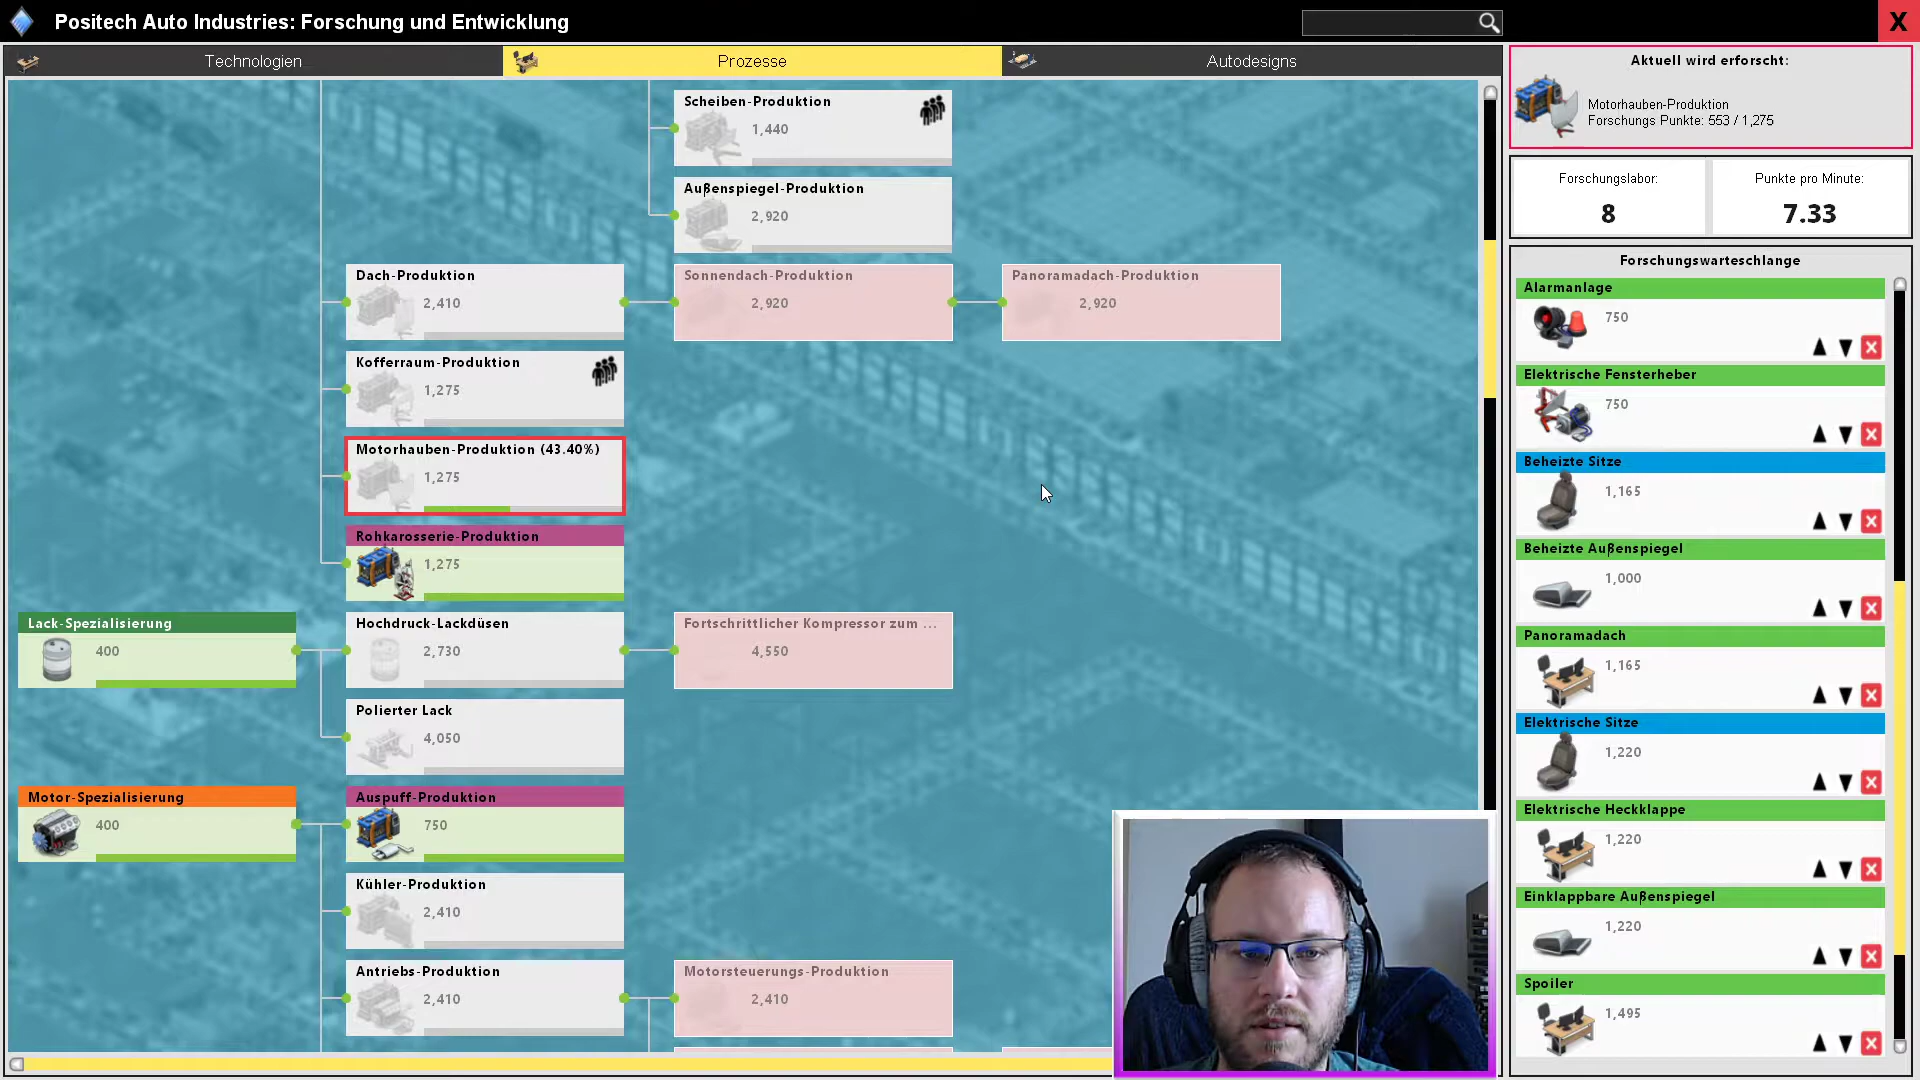 Positech Auto Industries: Forschung und Entwicklung
X
Technologien
Prozesse
Autodesigns
Aktuell wird erforscht:
Motorhauben-Produktion
Forschungs Punkte: 553 / 1,275
Forschungslabor:
8
Punkte pro Minute:
7.33
Forschungswarteschlange
Alarmanlage
750
Elektrische Fensterheber
750
Beheizte Sitze
1,165
Beheizte Außenspiegel
1,000
Panoramadach
1,165
Elektrische Sitze
1,220
Elektrische Heckklappe
1,220
Einklappbare Außenspiegel
1,220
Spoiler
1,495
Scheiben-Produktion
1,440
Außenspiegel-Produktion
2,920
Dach-Produktion
2,410
Sonnendach-Produktion
2,920
Panoramadach-Produktion
2,920
Kofferraum-Produktion
1,275
Motorhauben-Produktion (43.40%)
1,275
Rohkarosserie-Produktion
1,275
Lack-Spezialisierung
400
Hochdruck-Lackdüsen
2,730
Fortschrittlicher Kompressor zum ...
4,550
Polierter Lack
4,050
Motor-Spezialisierung
400
Auspuff-Produktion
750
Kühler-Produktion
2,410
Antriebs-Produktion
2,410
Motorsteuerungs-Produktion
2,410